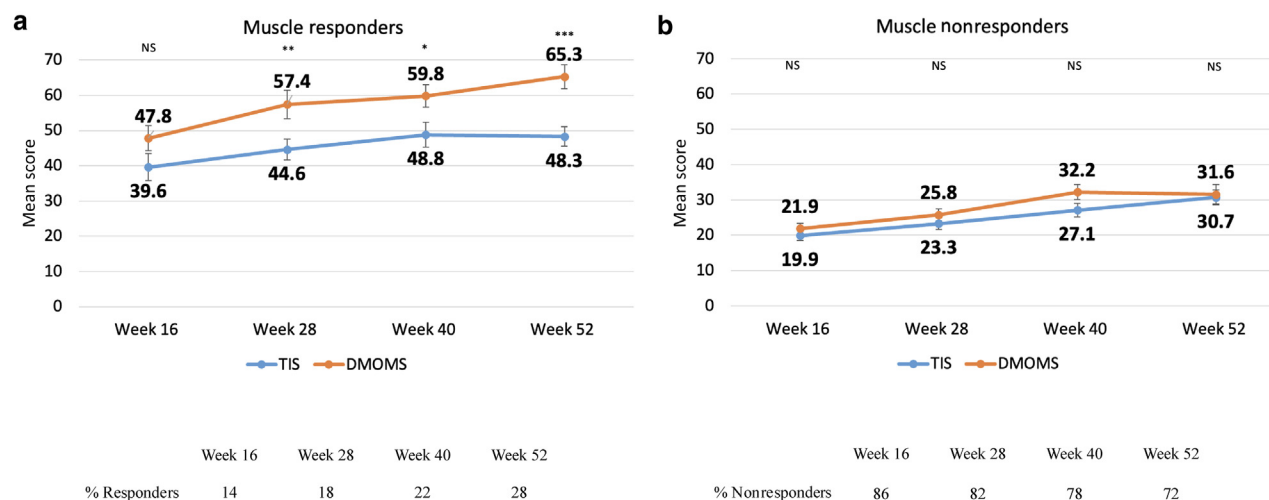 a
Muscle responders
NS
**
*
***
70
60
50
40
30
20
10
0
Mean score
47.8
57.4
59.8
65.3
39.6
44.6
48.8
48.3
Week 16
Week 28
Week 40
Week 52
TIS
DMOMS
Week 16 Week 28 Week 40 Week 52
% Responders 14 18 22 28
b
Muscle nonresponders
NS
NS
NS
NS
70
60
50
40
30
20
10
0
Mean score
21.9
25.8
32.2
31.6
19.9
23.3
27.1
30.7
Week 16
Week 28
Week 40
Week 52
TIS
DMOMS
Week 16 Week 28 Week 40 Week 52
% Nonresponders 86 82 78 72